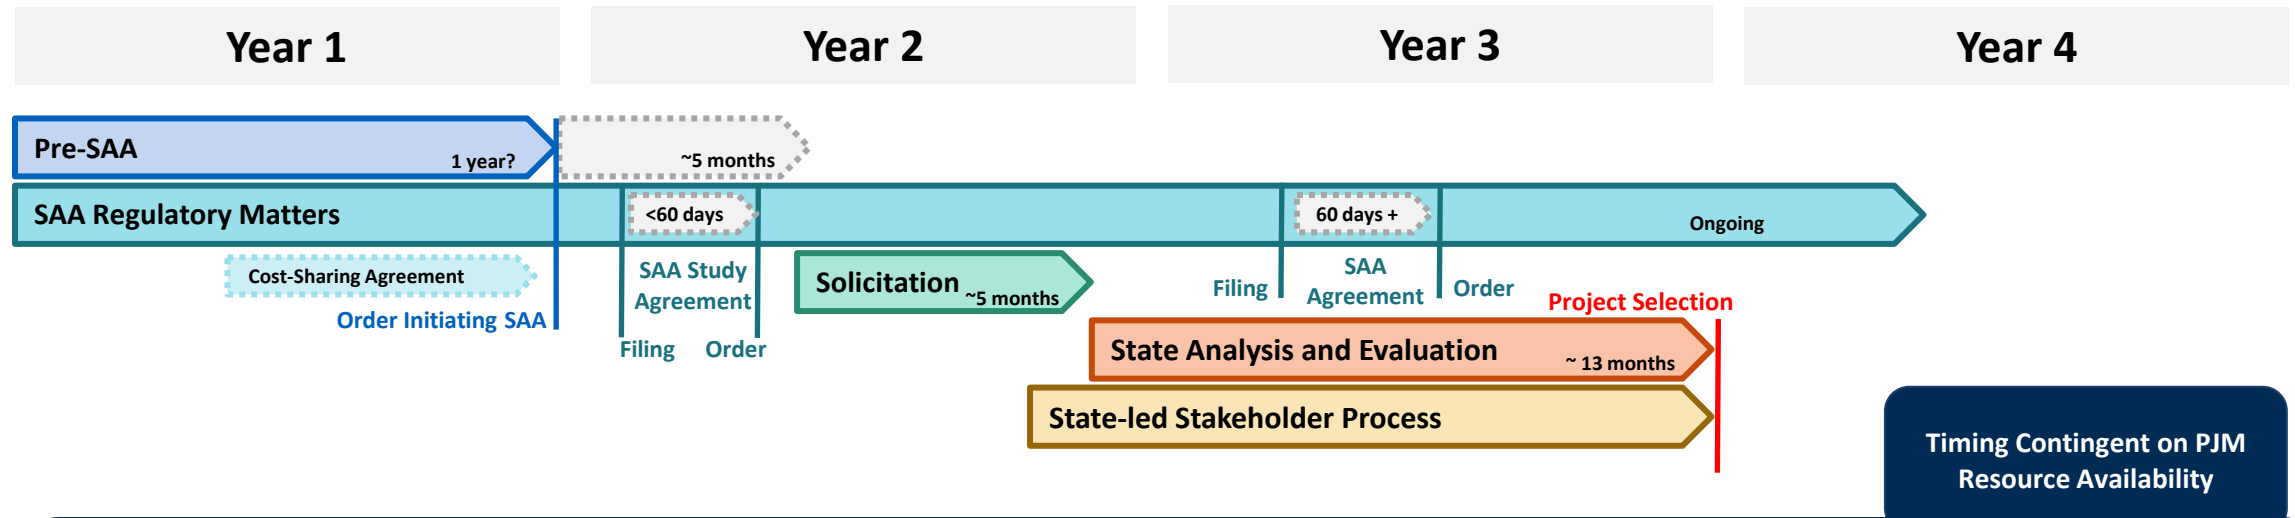 Year 1
Year 2
Year 3
Year 4
Pre-SAA
1 year?
~5 months
SAA Regulatory Matters
<60 days
60 days +
Ongoing
Cost-Sharing Agreement
SAA Study
Agreement
Solicitation
~5 months
Filing
SAA
Agreement
Order
Order Initiating SAA
Project Selection
Filing
Order
State Analysis and Evaluation
~ 13 months
State-led Stakeholder Process
Timing Contingent on PJM
Resource Availability